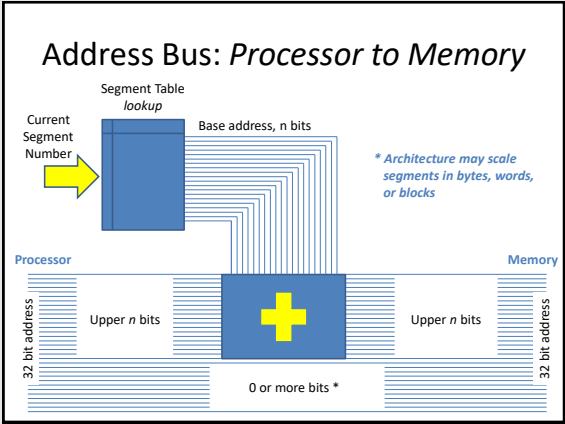 Address Bus: Processor to Memory
Segment Table
lookup
Current
Segment
Number
Base address, n bits
* Architecture may scale
segments in bytes, words,
or blocks
Processor
Memory
32 bit address
Upper n bits
Upper n bits
32 bit address
0 or more bits *